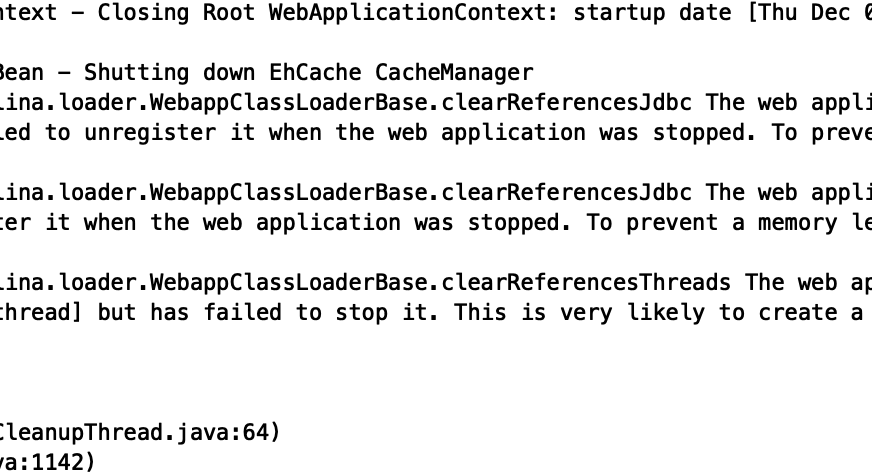 ntext – Closing Root WebApplicationContext: startup date [Thu Dec
Bean – Shutting down EhCache CacheManager
lina.loader.WebappClassLoaderBase.clearReferencesJdbc The web appli
led to unregister it when the web application was stopped. To preve
lina.loader.WebappClassLoaderBase.clearReferencesJdbc The web appli
ter it when the web application was stopped. To prevent a memory le
lina.loader.WebappClassLoaderBase.clearReferencesThreads The web ap
thread] but has failed to stop it. This is very likely to create a
CleanupThread.java:64)
va:1142)